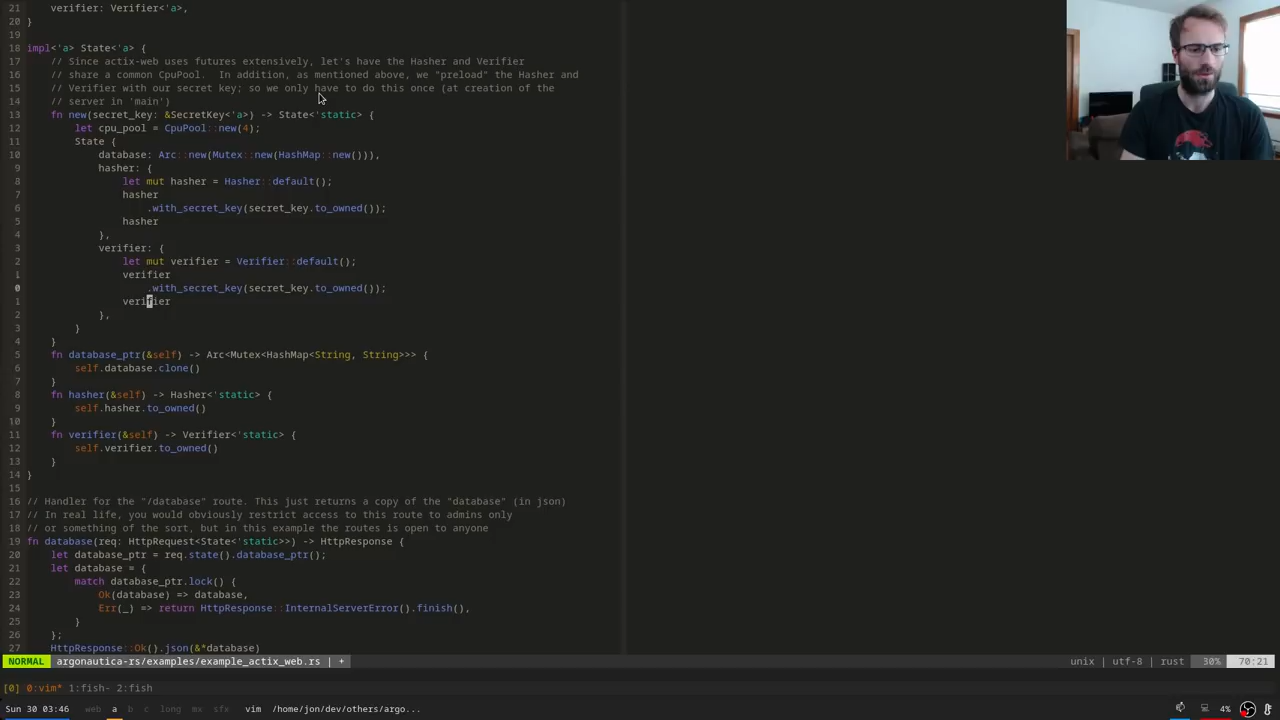 21     verifier: Verifier<'a>,
20 }
19
18 impl<'a> State<'a> {
17     // Since actix-web uses futures extensively, let's have the Hasher and Verifier
16     // share a common CpuPool.  In addition, as mentioned above, we "preload" the Hasher and
15     // Verifier with our secret key; so we only have to do this once (at creation of the
14     // server in 'main')
13     fn new(secret_key: &SecretKey<'a>) -> State<'static> {
12         let cpu_pool = CpuPool::new(4);
11         State {
10             database: Arc::new(Mutex::new(HashMap::new())),
9             hasher: {
8                 let mut hasher = Hasher::default();
7                 hasher
6                     .with_secret_key(secret_key.to_owned());
5                 hasher
4             },
3             verifier: {
2                 let mut verifier = Verifier::default();
1                 verifier
0                     .with_secret_key(secret_key.to_owned());
1                 verifier
2             },
3         }
4     }
5     fn database_ptr(&self) -> Arc<Mutex<HashMap<String, String>>> {
6         self.database.clone()
7     }
8     fn hasher(&self) -> Hasher<'static> {
9         self.hasher.to_owned()
10     }
11     fn verifier(&self) -> Verifier<'static> {
12         self.verifier.to_owned()
13     }
14 }
15
16 // Handler for the "/database" route. This just returns a copy of the "database" (in json)
17 // In real life, you would obviously restrict access to this route to admins only
18 // or something of the sort, but in this example the routes is open to anyone
19 fn database(req: HttpRequest<State<'static>>) -> HttpResponse {
20     let database_ptr = req.state().database_ptr();
21     let database = {
22         match database_ptr.lock() {
23             Ok(database) => database,
24             Err(_) => return HttpResponse::InternalServerError().finish(),
25         }
26     };
27     HttpResponse::Ok().json(&*database)
NORMAL argonautica-rs/examples/example_actix_web.rs | + unix | utf-8 | rust 30% 70:21
[0] 0:vim* 1:fish- 2:fish
Sun 30 03:46 web a b c long mx sfx vim /home/jon/dev/others/argo... 4%